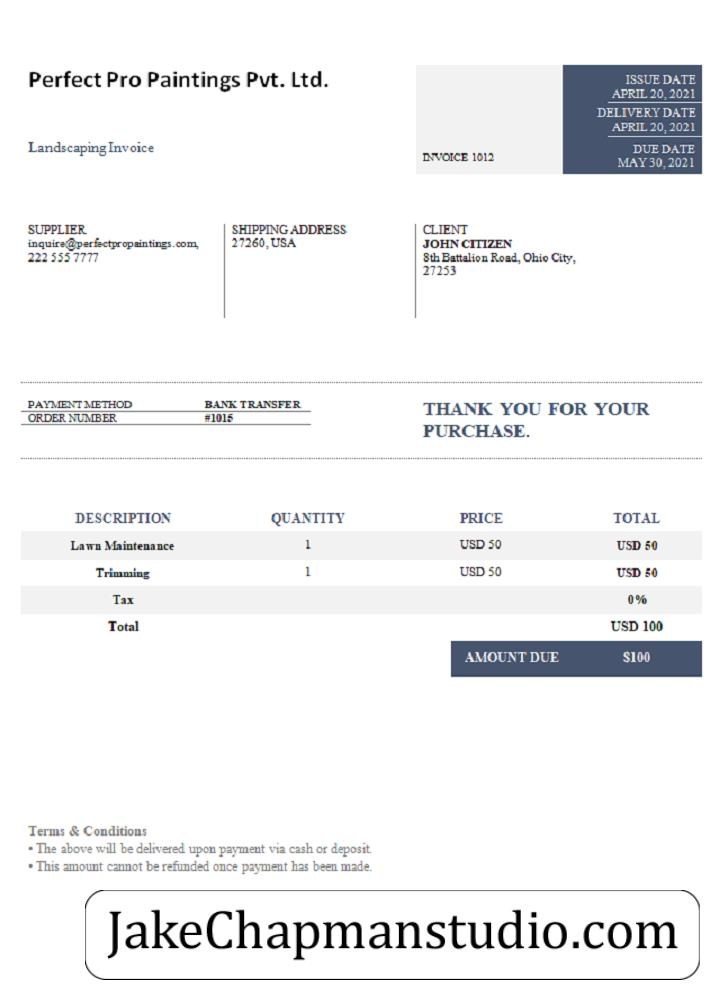 Perfect Pro Paintings Pvt. Ltd.
Landscaping Invoice
INVOICE 1012
ISSUE DATE
APRIL 20, 2021
DELIVERY DATE
APRIL 20, 2021
DUE DATE
MAY 30, 2021
SUPPLIER
inquire@perfectpropaintings.com,
222 555 7777
SHIPPING ADDRESS
27260, USA
CLIENT
JOHN CITIZEN
8th Battalion Road, Ohio City,
27253
PAYMENT METHOD BANK TRANSFER
ORDER NUMBER #1015
THANK YOU FOR YOUR
PURCHASE.
DESCRIPTION QUANTITY PRICE TOTAL
Lawn Maintenance 1 USD 50 USD 50
Trimming 1 USD 50 USD 50
Tax 0%
Total USD 100
AMOUNT DUE $100
Terms & Conditions
▪ The above will be delivered upon payment via cash or deposit.
▪ This amount cannot be refunded once payment has been made.
JakeChapmanstudio.com